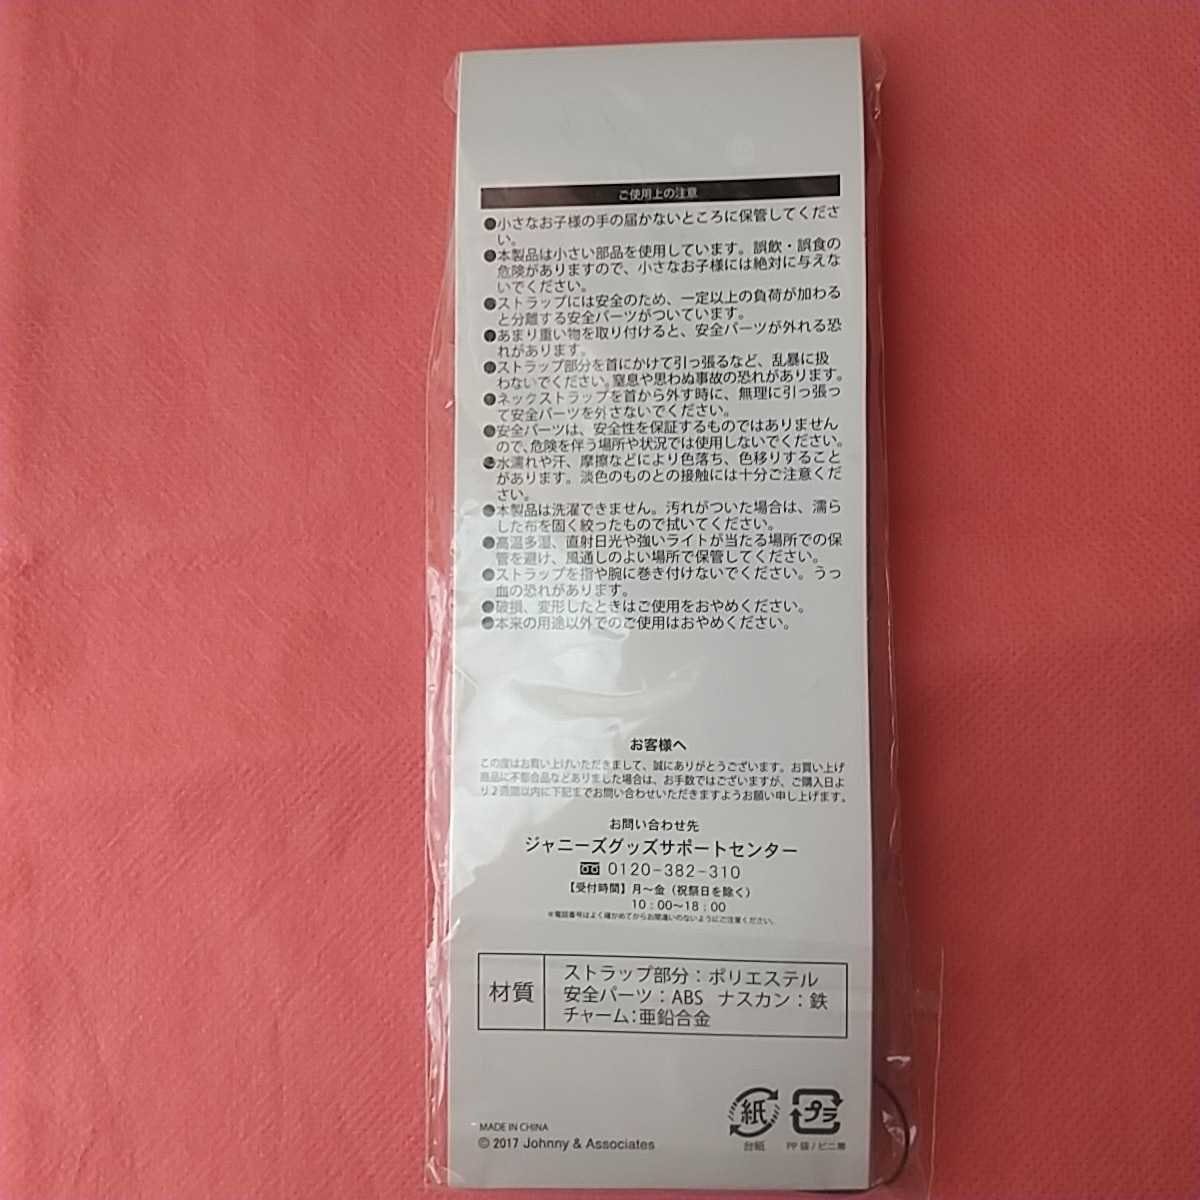 ご使用上の注意
●小さなお子様の手の届かないところに保管してくださ
い。
●本製品は小さい部品を使用しています。誤飲・誤食の
危険がありますので、小さなお子様には絶対に与えな
いでください。
●ストラップには安全のため、一定以上の負荷が加わる
と分離する安全パーツがついています。
●あまり重い物を取り付けると、安全パーツが外れる恐
れがあります。
●ストラップ部分を首にかけて引っ張るなど、乱暴に扱
わないでください。窒息や思わぬ事故の恐れがあります。
●ネックストラップを首から外す時に、無理に引っ張っ
て安全パーツを外さないでください。
●安全パーツは、安全性を保証するものではありません
ので、危険を伴う場所や状況では使用しないでください。
●水濡れや汗、摩擦などにより色落ち、色移りすること
があります。淡色のものとの接触には十分ご注意くだ
さい。
●本製品は洗濯できません。汚れがついた場合は、濡ら
した布を固く絞ったもので拭いてください。
●高温多湿、直射日光や強いライトが当たる場所での保
管を避け、風通しのよい場所で保管してください。
●ストラップを指や腕に巻き付けないでください。うっ
血の恐れがあります。
●破損、変形したときはご使用をおやめください。
●本来の用途以外でのご使用はおやめください。
お客様へ
この度はお買い上げいただきまして、誠にありがとうございます。お買い上げ
商品に不都合品などありました場合は、お手数ではございますが、ご購入日よ
り2週間以内に下記までお問い合わせいただきますようお願い申し上げます。
お問い合わせ先
ジャニーズグッズサポートセンター
0120-382-310
【受付時間】月〜金（祝祭日を除く）
10：00〜18：00
※電話番号はよく確かめてからお間違いのないようにご注意ください。
材質
ストラップ部分：ポリエステル
安全パーツ：ABS ナスカン：鉄
チャーム：亜鉛合金
紙 プラ
台紙 PP袋/ビニ帯
MADE IN CHINA
© 2017 Johnny & Associates